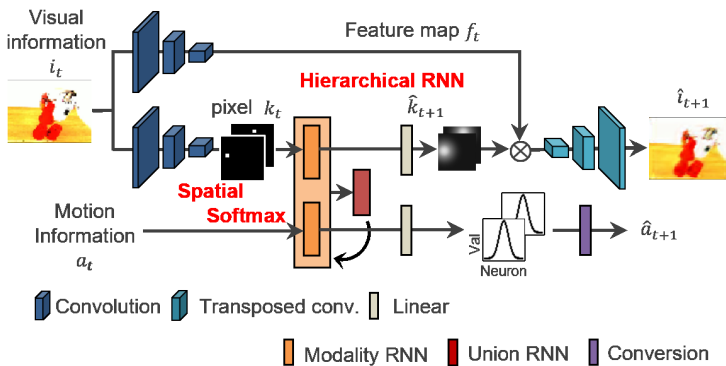 Visual
information
i_t
Feature map f_t
Hierarchical RNN
pixel k_t
k̂_{t+1}
î_{t+1}
Spatial
Softmax
Motion
Information
a_t
Val
Neuron
â_{t+1}
Convolution
Transposed conv.
Linear
Modality RNN
Union RNN
Conversion